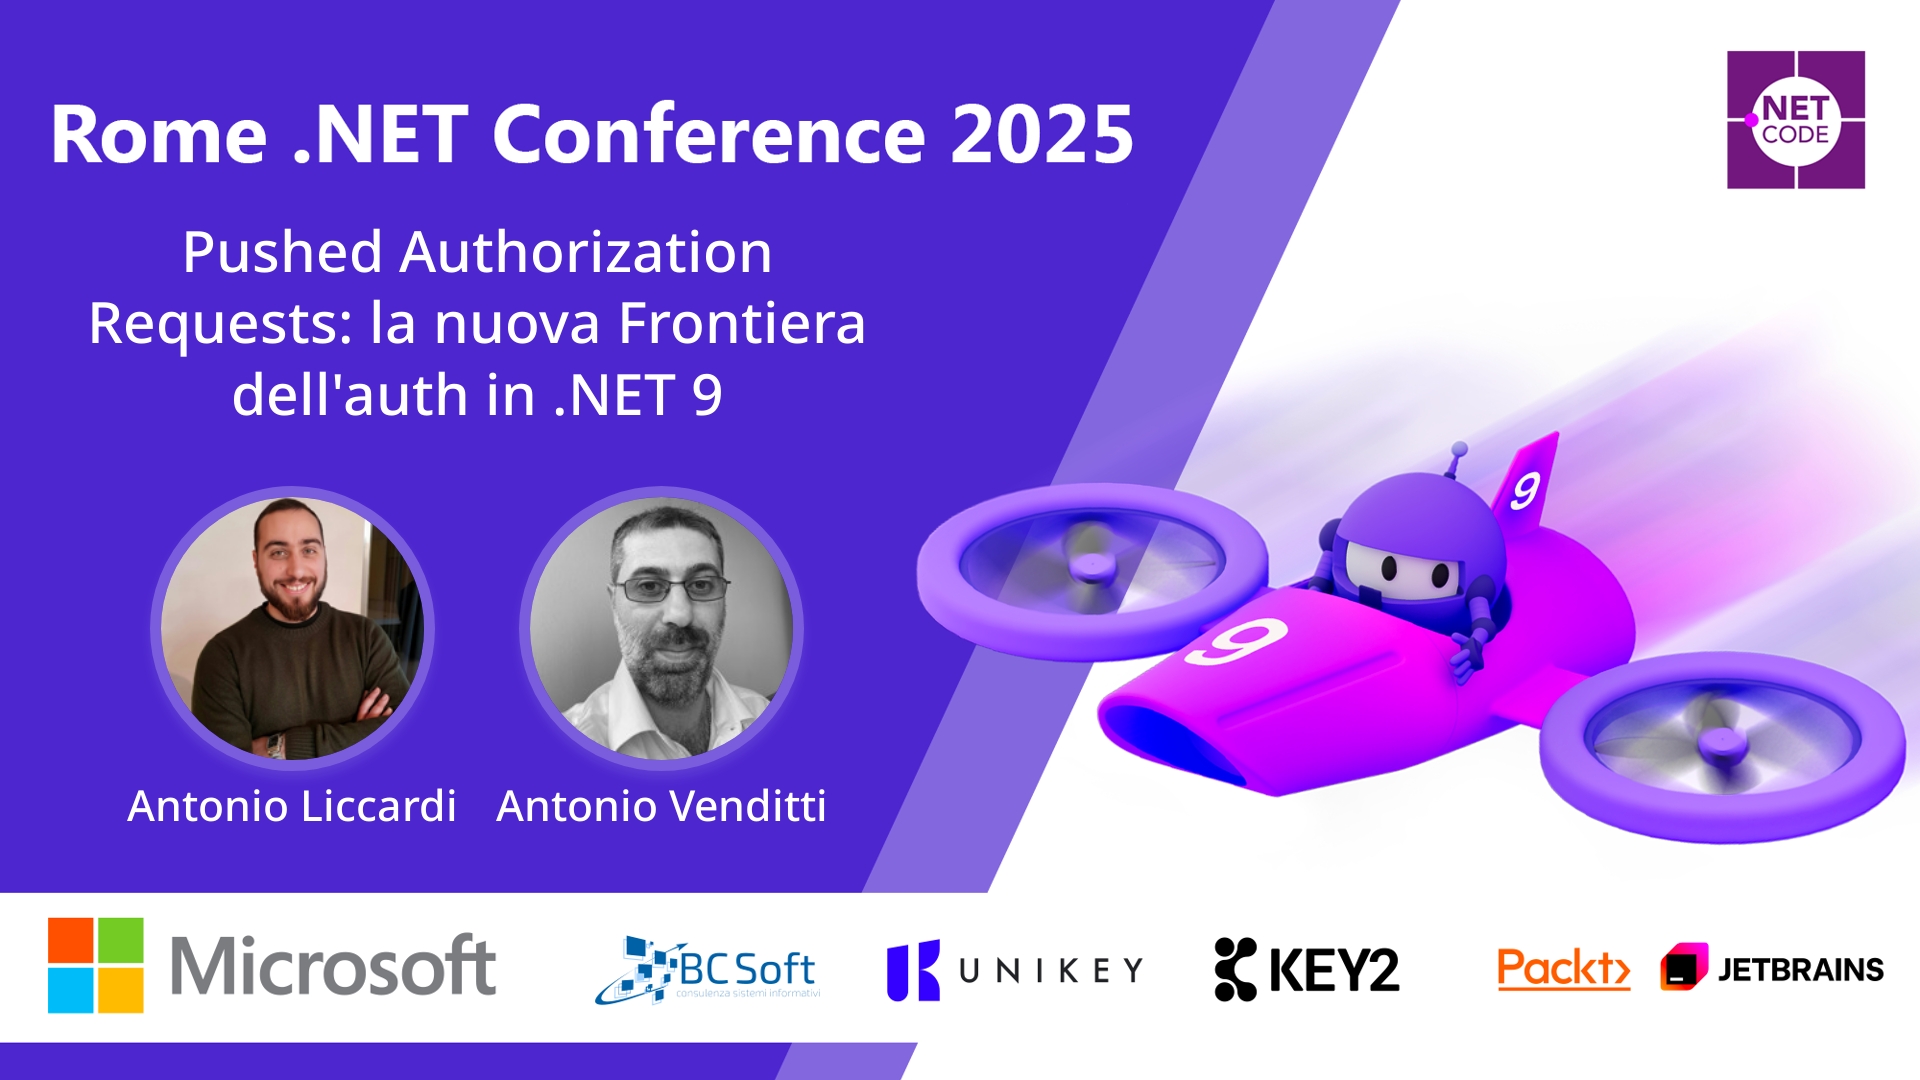 Rome .NET Conference 2025
.NET
CODE
Pushed Authorization
Requests: la nuova Frontiera
dell'auth in .NET 9
9
9
Antonio Liccardi
Antonio Venditti
Microsoft
BC Soft
consulenza sistemi informativi
UNIKEY
KEY2
Packt>
JETBRAINS